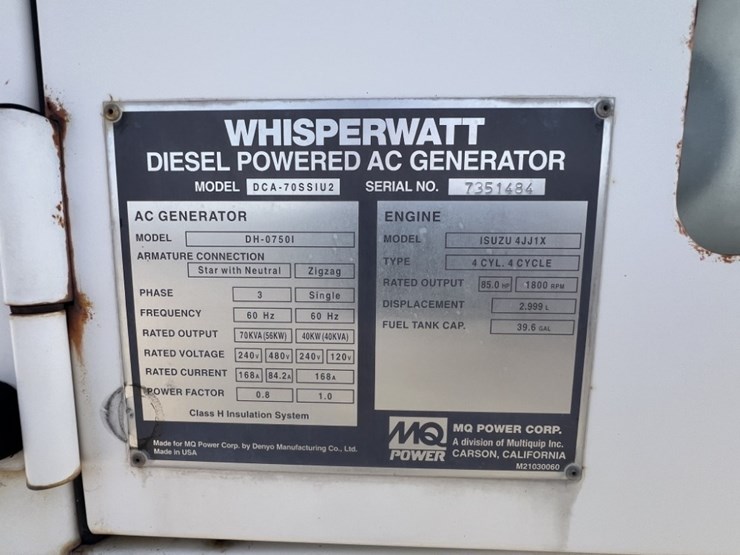 WHISPERWATT
DIESEL POWERED AC GENERATOR
MODEL DCA-70SSIU2 SERIAL NO. 7351484
AC GENERATOR
MODEL DH-0750I
ARMATURE CONNECTION
Star with Neutral Zigzag
PHASE 3 Single
FREQUENCY 60 Hz 60 Hz
RATED OUTPUT 70KVA (56KW) 40KW (40KVA)
RATED VOLTAGE 240V 480V 240V 120V
RATED CURRENT 168A 84.2A 168A
POWER FACTOR 0.8 1.0
Class H Insulation System
ENGINE
MODEL ISUZU 4JJ1X
TYPE 4 CYL. 4 CYCLE
RATED OUTPUT 85.0 HP 1800 RPM
DISPLACEMENT 2.999 L
FUEL TANK CAP. 39.6 GAL
Made for MQ Power Corp. by Denyo Manufacturing Co., Ltd.
Made in USA
MQ
POWER
MQ POWER CORP.
A division of Multiquip Inc.
CARSON, CALIFORNIA
M21030060